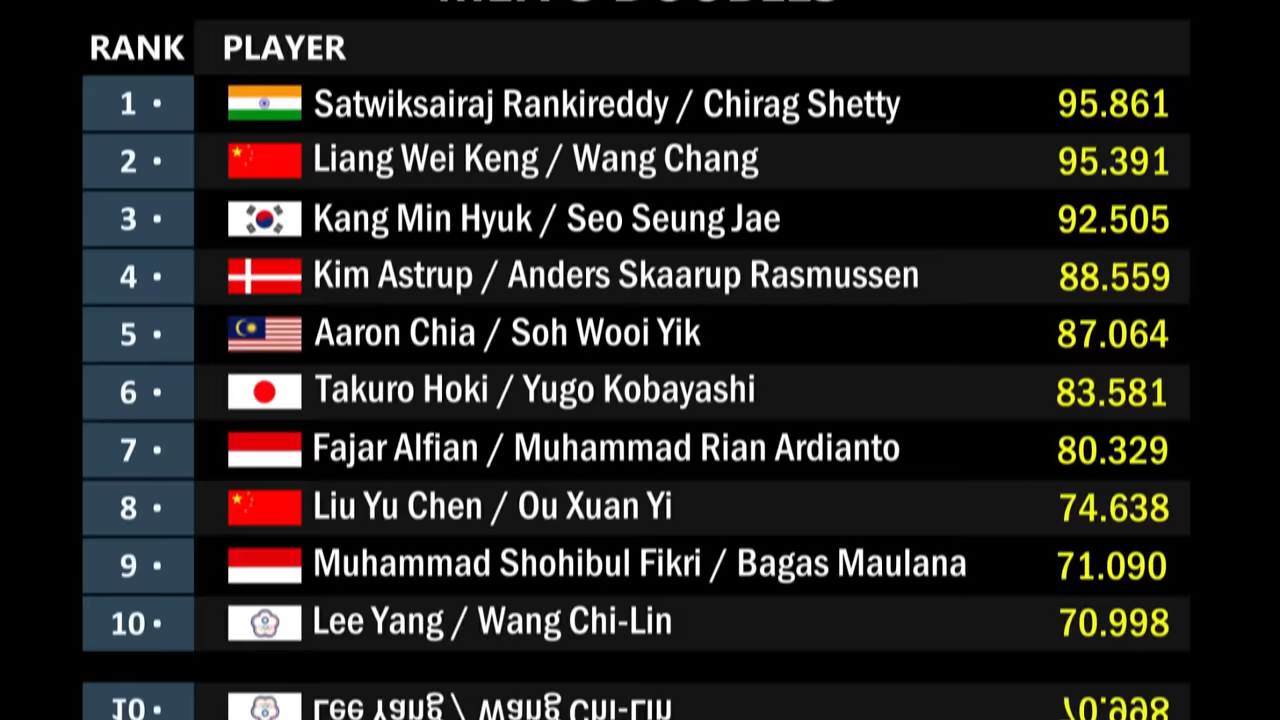 RANK PLAYER
1 • Satwiksairaj Rankireddy / Chirag Shetty 95.861
2 • Liang Wei Keng / Wang Chang 95.391
3 • Kang Min Hyuk / Seo Seung Jae 92.505
4 • Kim Astrup / Anders Skaarup Rasmussen 88.559
5 • Aaron Chia / Soh Wooi Yik 87.064
6 • Takuro Hoki / Yugo Kobayashi 83.581
7 • Fajar Alfian / Muhammad Rian Ardianto 80.329
8 • Liu Yu Chen / Ou Xuan Yi 74.638
9 • Muhammad Shohibul Fikri / Bagas Maulana 71.090
10 • Lee Yang / Wang Chi-Lin 70.998